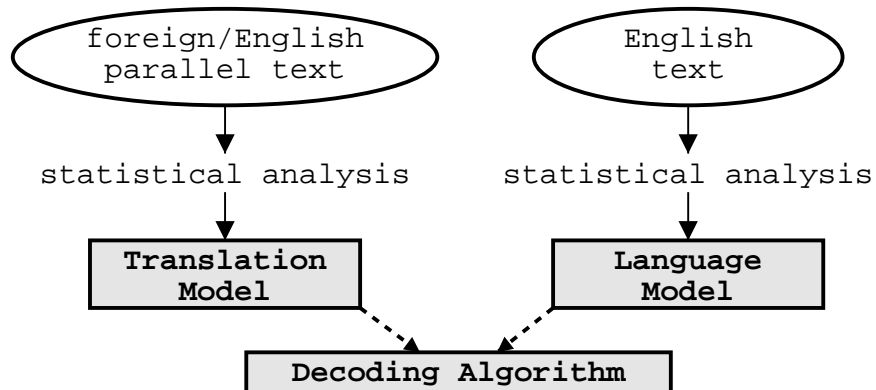 foreign/English
parallel text
English
text
statistical analysis
statistical analysis
Translation
Model
Language
Model
Decoding Algorithm